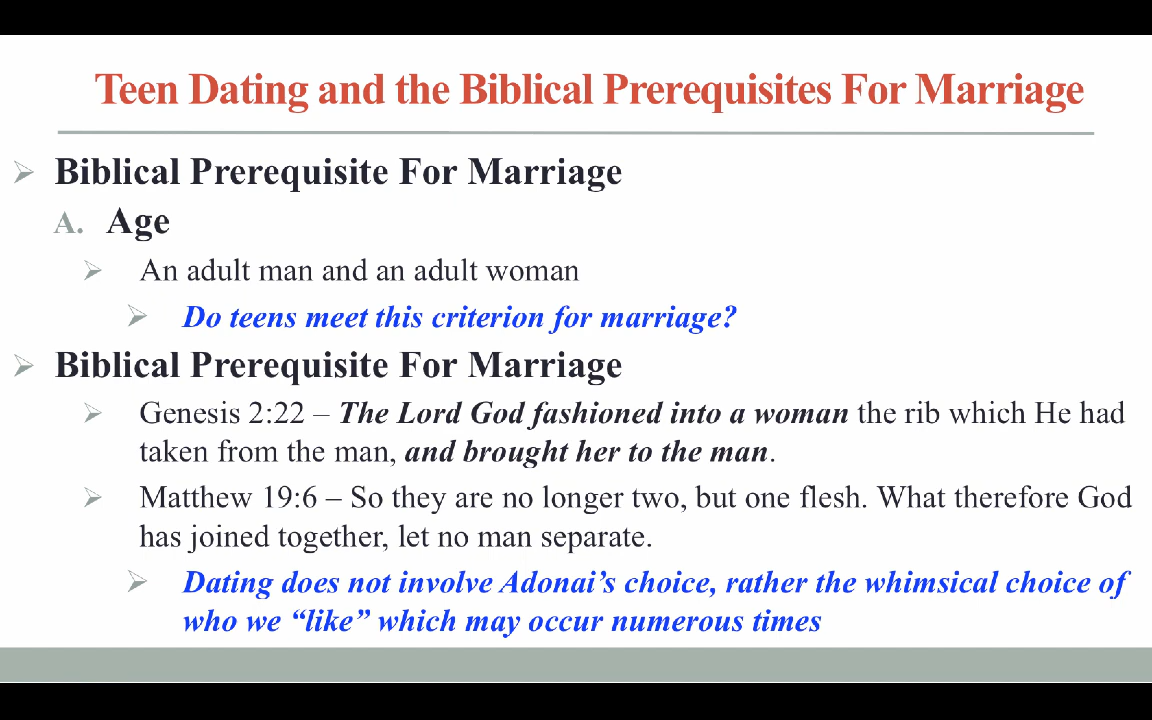 Teen Dating and the Biblical Prerequisites For Marriage
Biblical Prerequisite For Marriage
A. Age
An adult man and an adult woman
Do teens meet this criterion for marriage?
Biblical Prerequisite For Marriage
Genesis 2:22 – The Lord God fashioned into a woman the rib which He had
taken from the man, and brought her to the man.
Matthew 19:6 – So they are no longer two, but one flesh. What therefore God
has joined together, let no man separate.
Dating does not involve Adonai’s choice, rather the whimsical choice of
who we “like” which may occur numerous times